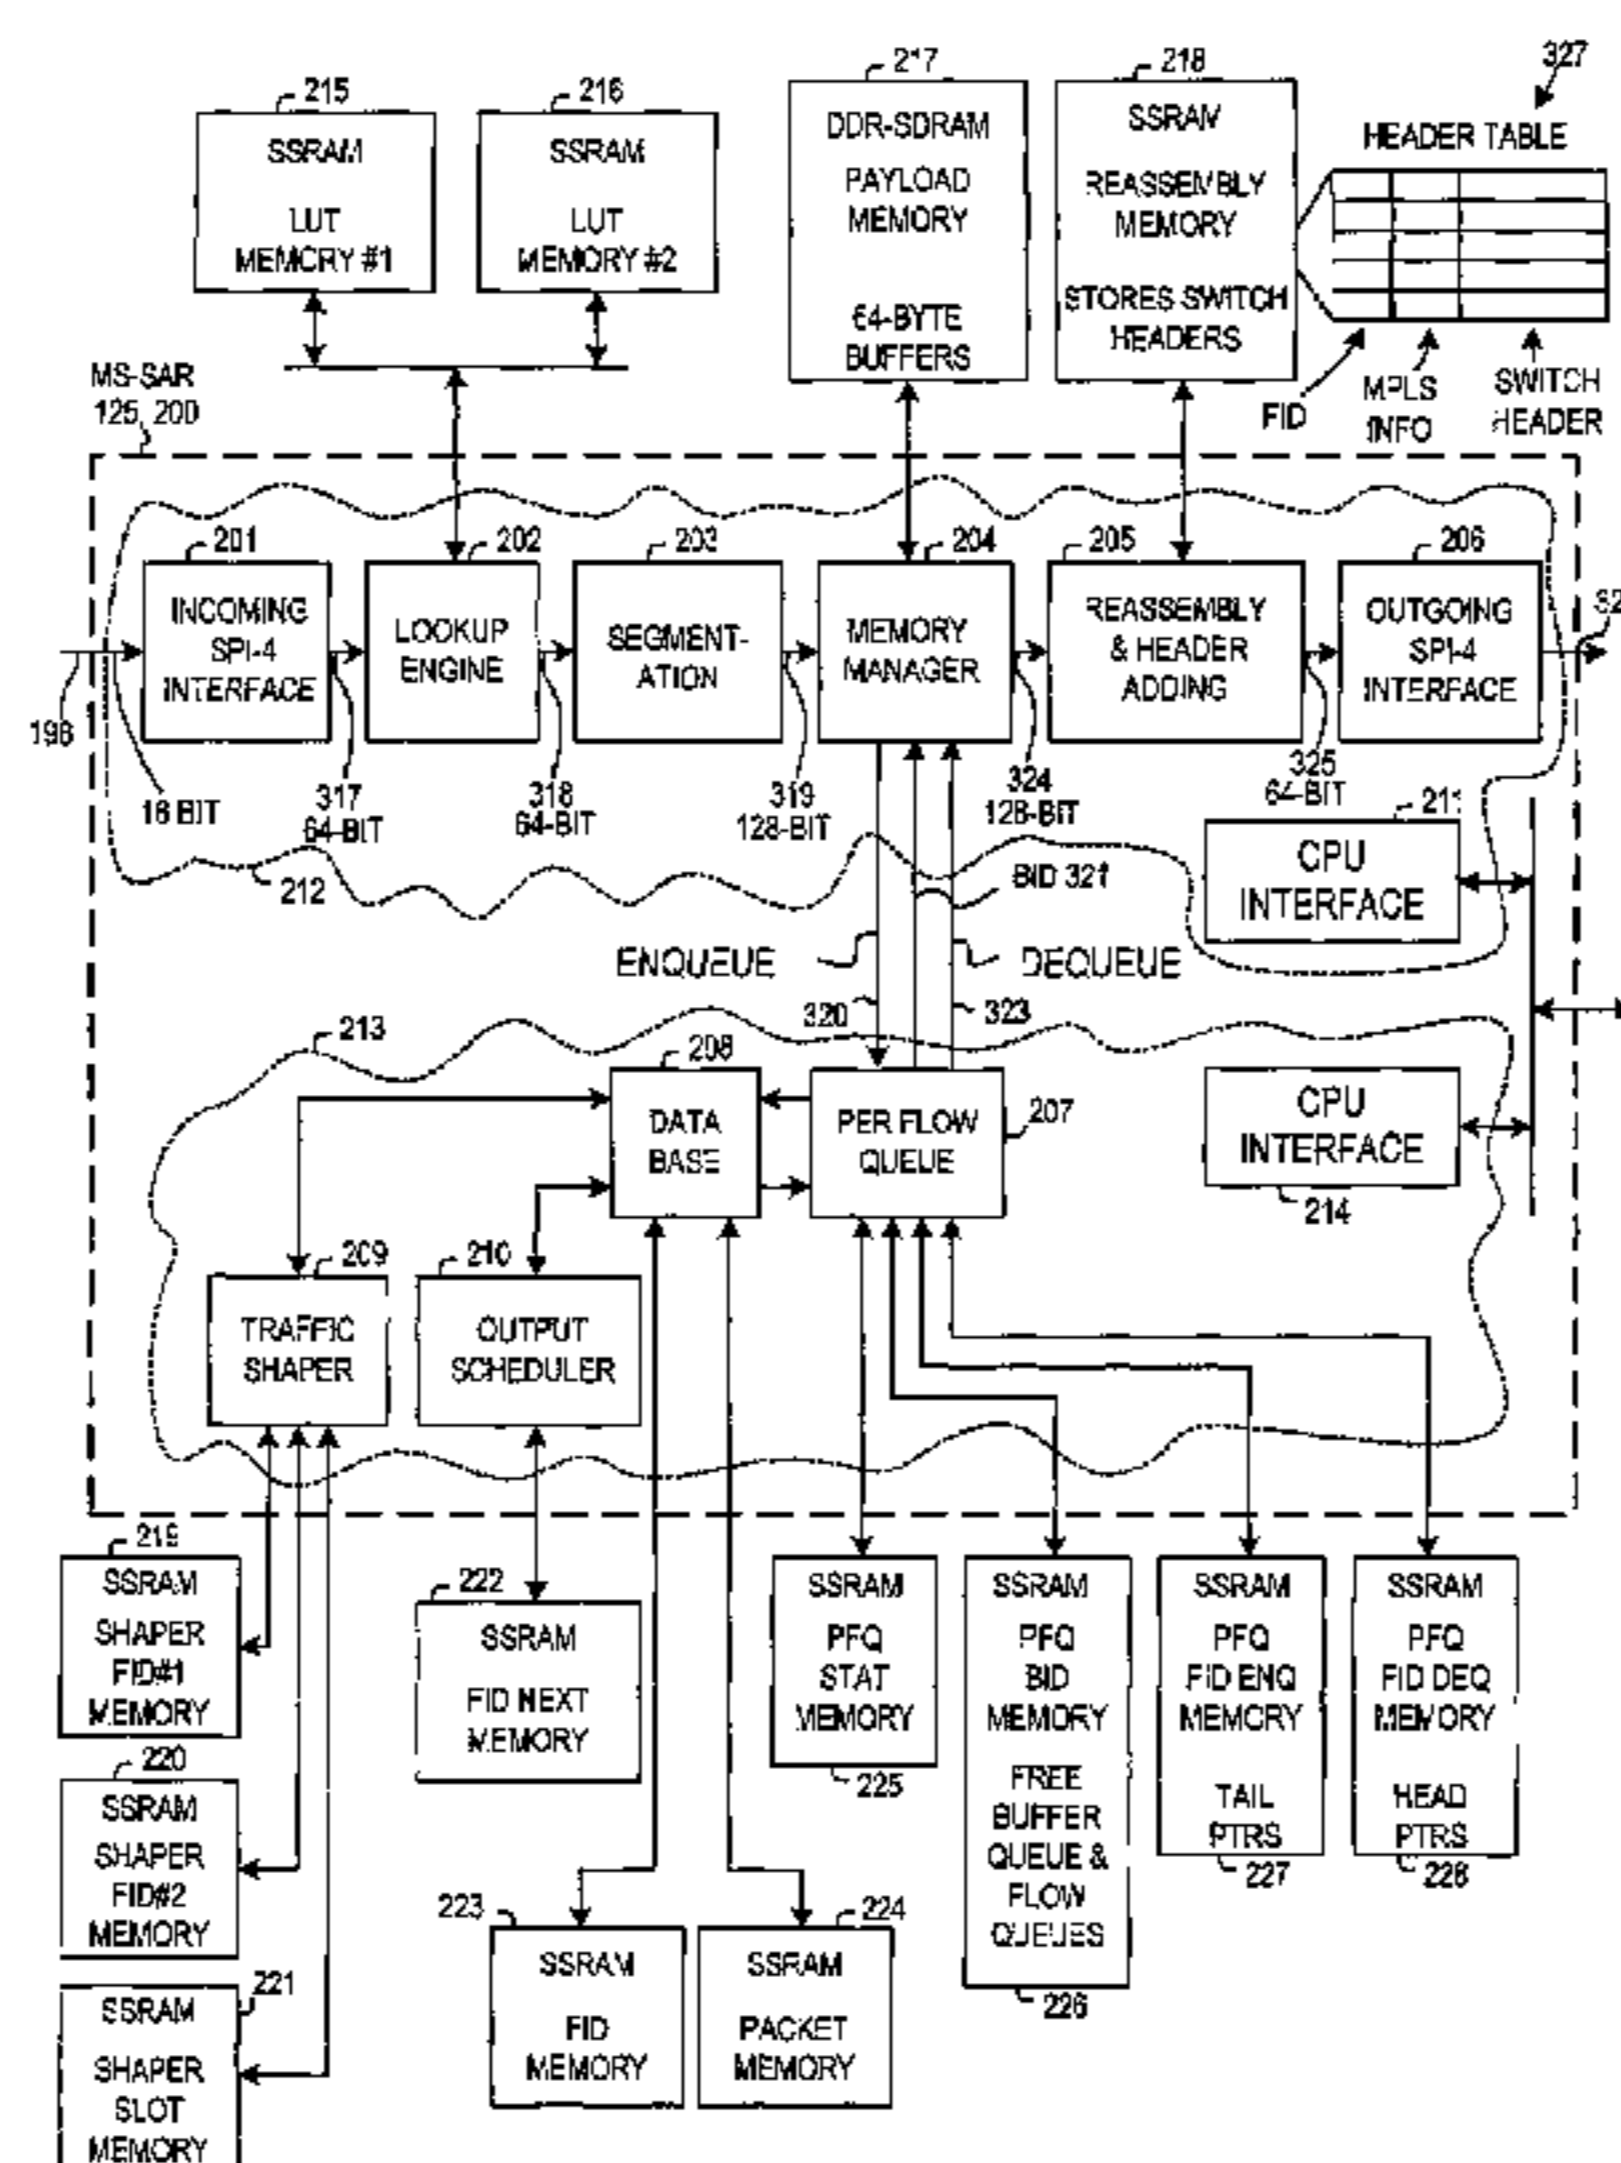 217
218
327
215
216
DDR-SDRAM
PAYLOAD
MEMORY
64-BYTE
BUFFERS
SSRAM
REASSEMBLY
MEMORY
STORES SWITCH
HEADERS
HEADER TABLE
SSRAM
LUT
MEMORY #1
SSRAM
LUT
MEMORY #2
FID
MPLS
INFO
SWITCH
HEADER
MS-SAR
125, 200
201
202
203
204
205
206
INCOMING
SPI-4
INTERFACE
LOOKUP
ENGINE
SEGMENT-
ATION
MEMORY
MANAGER
REASSEMBLY
& HEADER
ADDING
OUTGOING
SPI-4
INTERFACE
198
16 BIT
317
64-BIT
318
64-BIT
319
128-BIT
324
128-BIT
325
64-BIT
211
CPU
INTERFACE
212
BID 321
ENQUEUE
DEQUEUE
320
323
213
208
DATA
BASE
PER FLOW
QUEUE
207
CPU
INTERFACE
214
209
210
TRAFFIC
SHAPER
OUTPUT
SCHEDULER
219
SSRAM
SHAPER
FID#1
MEMORY
222
SSRAM
FID NEXT
MEMORY
SSRAM
PFQ
STAT
MEMORY
225
SSRAM
PFQ
BID
MEMORY
FREE
BUFFER
QUEUE &
FLOW
QUEUES
226
SSRAM
PFQ
FID ENQ
MEMORY
TAIL
PTRS
227
SSRAM
PFQ
FID DEQ
MEMORY
HEAD
PTRS
228
220
SSRAM
SHAPER
FID#2
MEMORY
223
SSRAM
FID
MEMORY
224
SSRAM
PACKET
MEMORY
221
SSRAM
SHAPER
SLOT
MEMORY